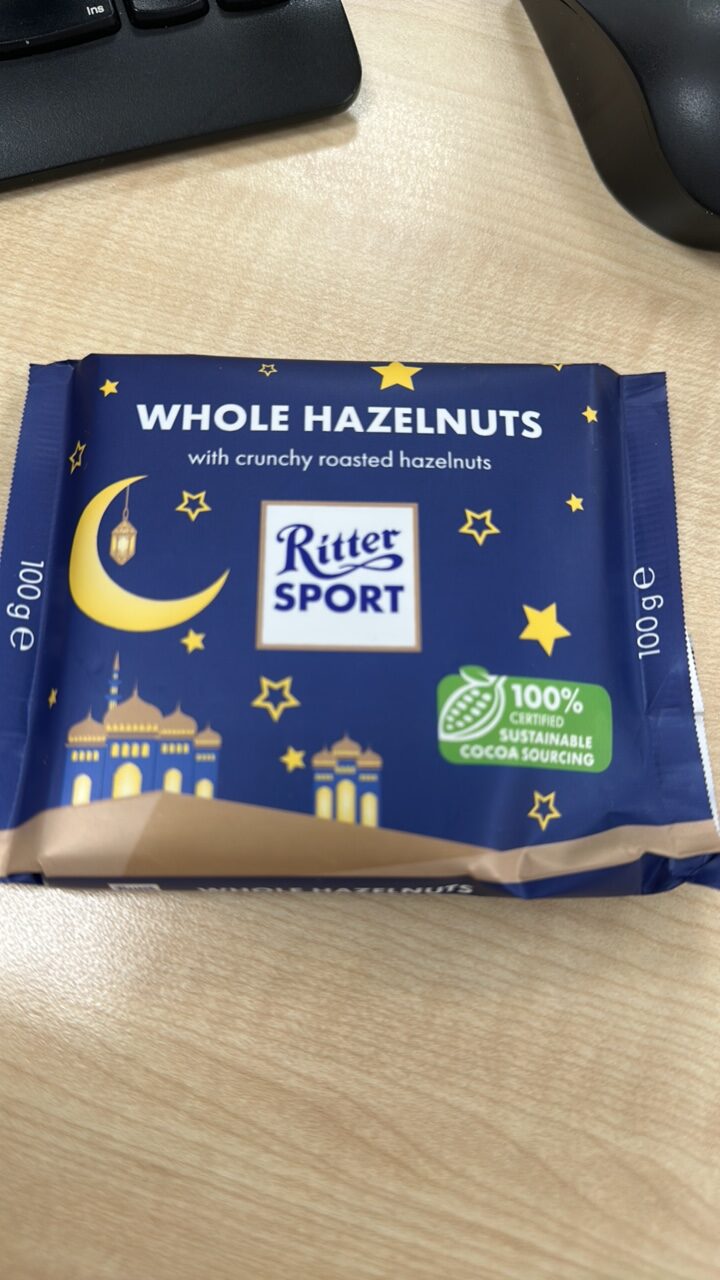 Ins
WHOLE HAZELNUTS
with crunchy roasted hazelnuts
Ritter
SPORT
100 g e
100 g e
100%
CERTIFIED
SUSTAINABLE
COCOA SOURCING
WHOLE HAZELNUTS